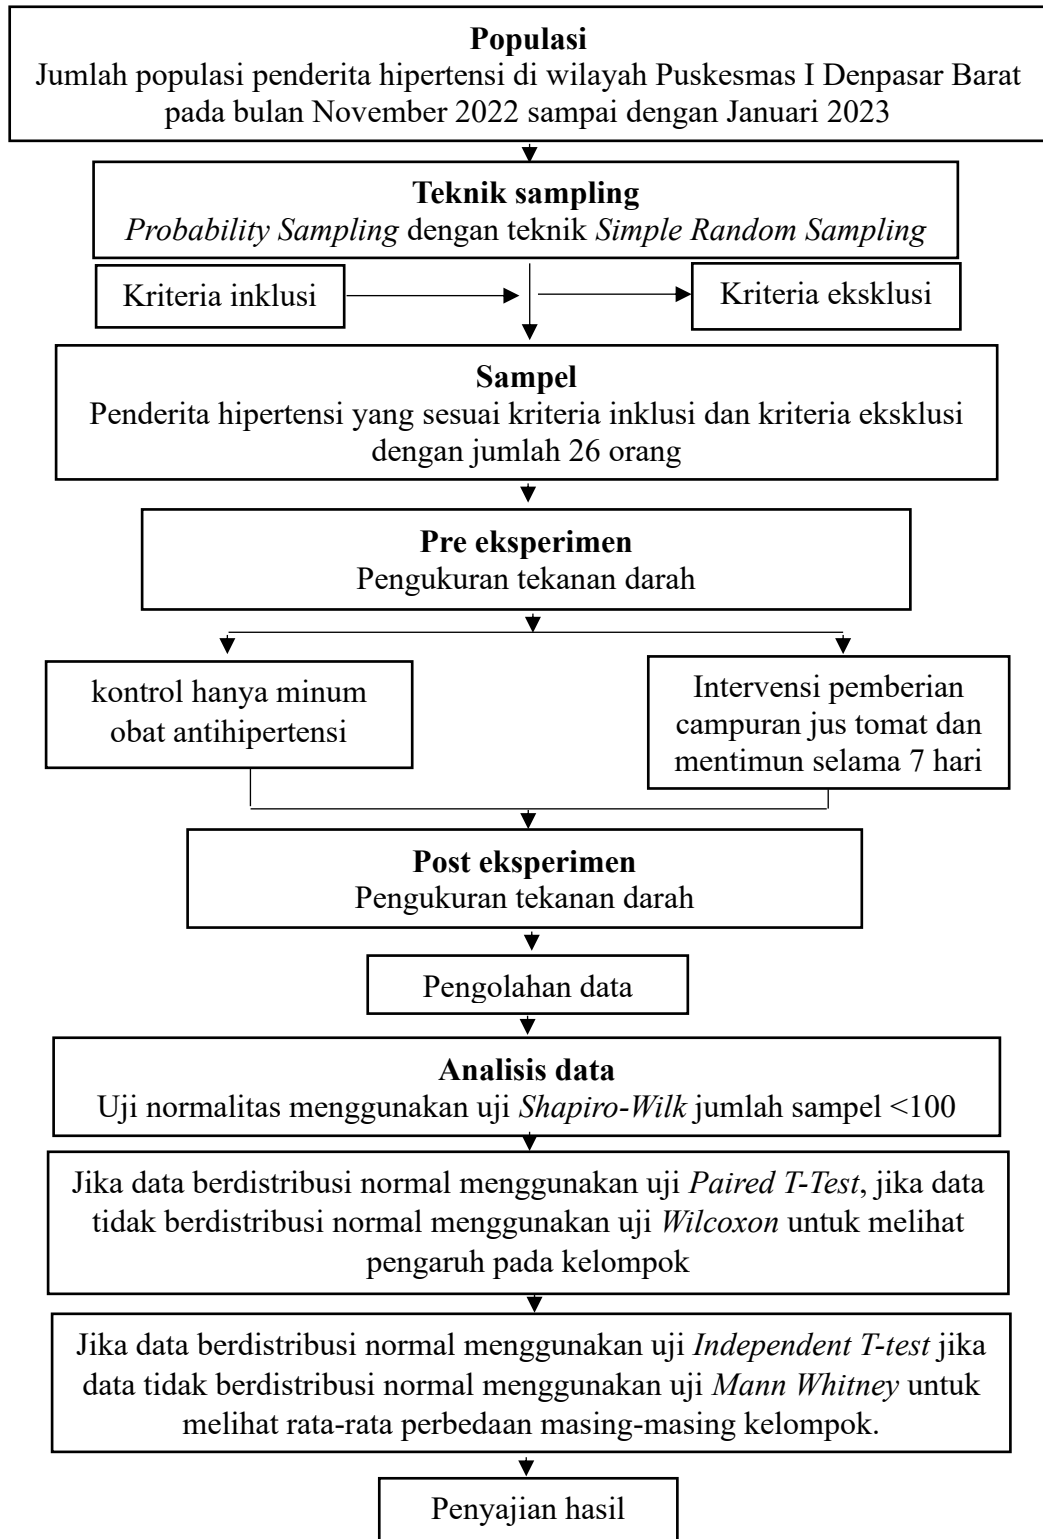 Populasi
Jumlah populasi penderita hipertensi di wilayah Puskesmas I Denpasar Barat
pada bulan November 2022 sampai dengan Januari 2023
Teknik sampling
Probability Sampling dengan teknik Simple Random Sampling
Kriteria inklusi
Kriteria eksklusi
Sampel
Penderita hipertensi yang sesuai kriteria inklusi dan kriteria eksklusi
dengan jumlah 26 orang
Pre eksperimen
Pengukuran tekanan darah
kontrol hanya minum
obat antihipertensi
Intervensi pemberian
campuran jus tomat dan
mentimun selama 7 hari
Post eksperimen
Pengukuran tekanan darah
Pengolahan data
Analisis data
Uji normalitas menggunakan uji Shapiro-Wilk jumlah sampel <100
Jika data berdistribusi normal menggunakan uji Paired T-Test, jika data
tidak berdistribusi normal menggunakan uji Wilcoxon untuk melihat
pengaruh pada kelompok
Jika data berdistribusi normal menggunakan uji Independent T-test jika
data tidak berdistribusi normal menggunakan uji Mann Whitney untuk
melihat rata-rata perbedaan masing-masing kelompok.
Penyajian hasil